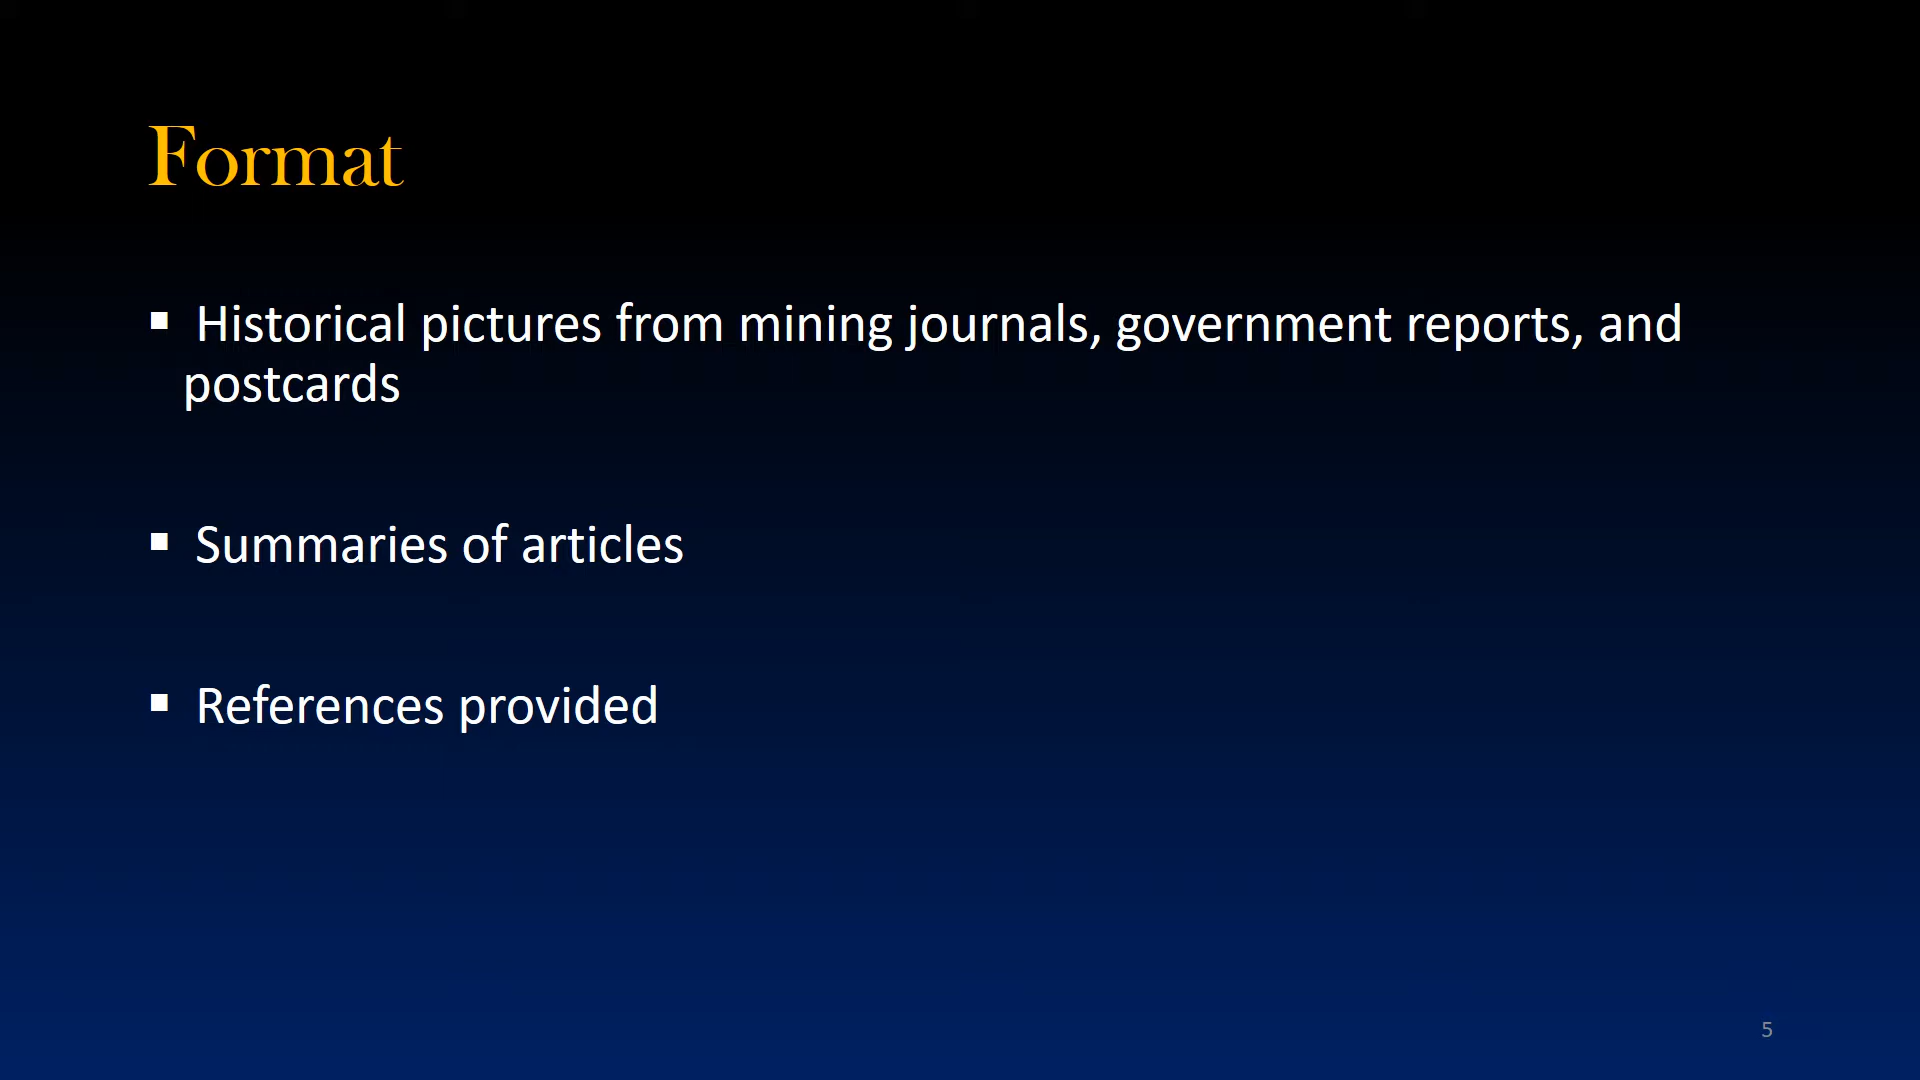 Format
▪ Historical pictures from mining journals, government reports, and
postcards
▪ Summaries of articles
▪ References provided
5